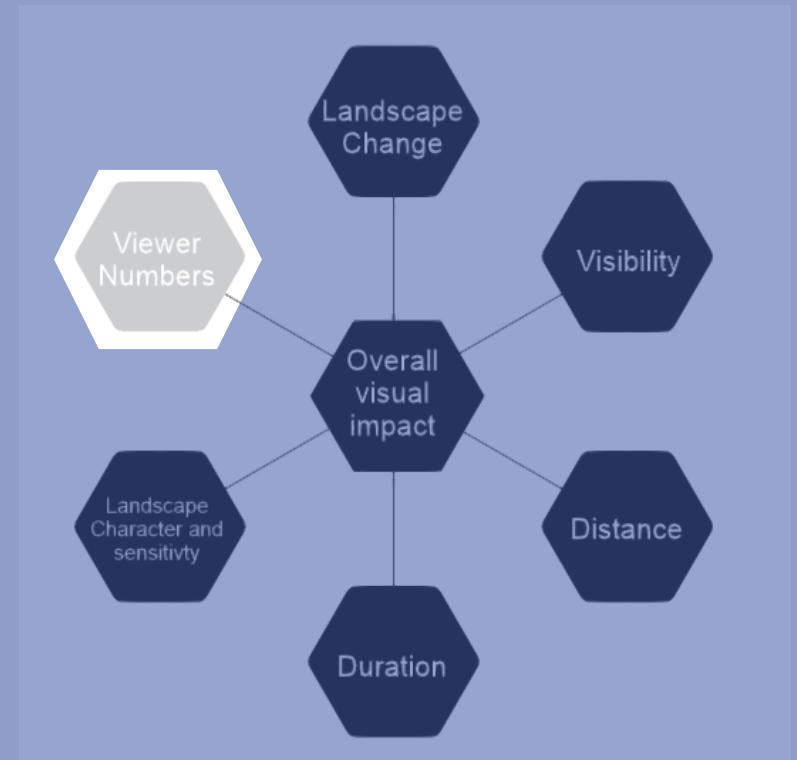 Landscape
Change
Viewer
Numbers
Visibility
Overall
visual
impact
Landscape
Character and
sensitivty
Distance
Duration